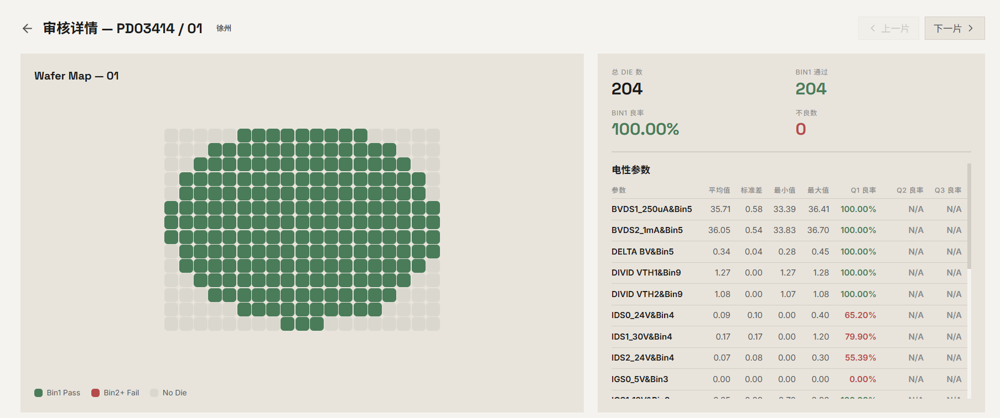 审核详情 — PD03414 / 01 徐州
上一片 下一片
Wafer Map — 01
Bin1 Pass Bin2+ Fail No Die
总 DIE 数 BIN1 通过
204 204
BIN1 良率 不良数
100.00% 0
电性参数
参数 平均值 标准差 最小值 最大值 Q1 良率 Q2 良率 Q3 良率
BVDS1_250uA&Bin5 35.71 0.58 33.39 36.41 100.00% N/A N/A
BVDS2_1mA&Bin5 36.05 0.54 33.83 36.70 100.00% N/A N/A
DELTA BV&Bin5 0.34 0.04 0.28 0.45 100.00% N/A N/A
DIVID VTH1&Bin9 1.27 0.00 1.27 1.28 100.00% N/A N/A
DIVID VTH2&Bin9 1.08 0.00 1.07 1.08 100.00% N/A N/A
IDS0_24V&Bin4 0.09 0.10 0.00 0.40 65.20% N/A N/A
IDS1_30V&Bin4 0.17 0.17 0.00 1.20 79.90% N/A N/A
IDS2_24V&Bin4 0.07 0.08 0.00 0.30 55.39% N/A N/A
IGS0_5V&Bin3 0.00 0.00 0.00 0.00 0.00% N/A N/A